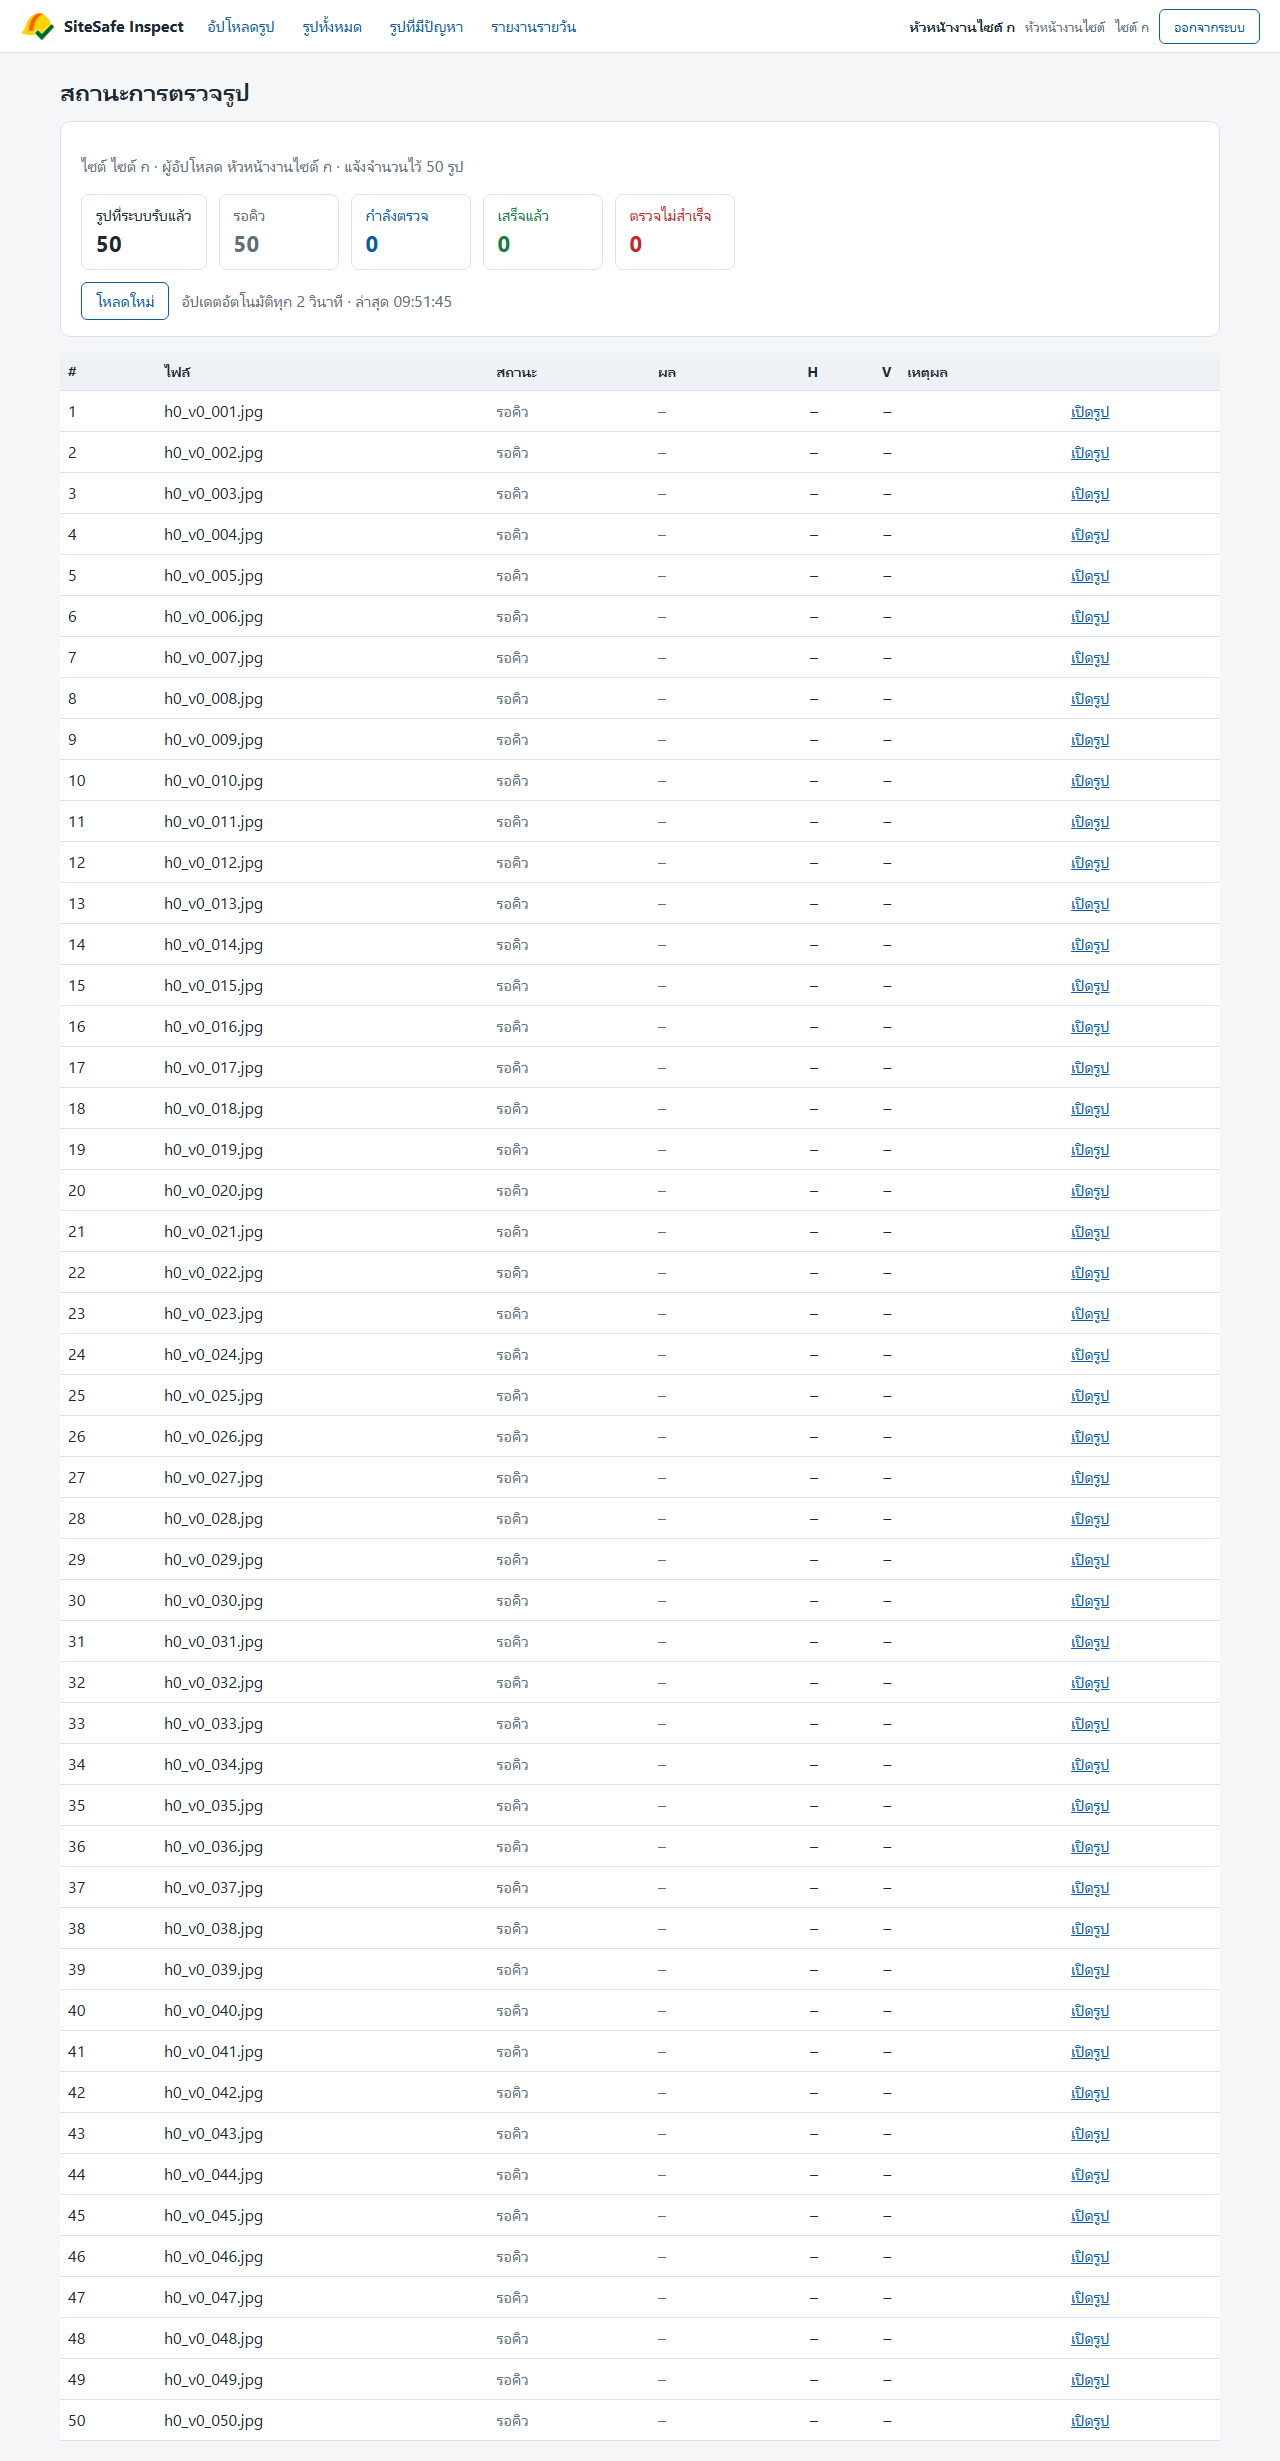 SiteSafe Inspect อัปโหลดรูป รูปทั้งหมด รูปที่มีปัญหา รายงานรายวัน หัวหน้างานไซต์ ก หัวหน้างานไซต์ ไซต์ ก ออกจากระบบ
สถานะการตรวจรูป
ไซต์ ไซต์ ก · ผู้อัปโหลด หัวหน้างานไซต์ ก · แจ้งจำนวนไว้ 50 รูป
รูปที่ระบบรับแล้ว รอคิว กำลังตรวจ เสร็จแล้ว ตรวจไม่สำเร็จ
50 50 0 0 0
โหลดใหม่ อัปเดตอัตโนมัติทุก 2 วินาที · ล่าสุด 09:51:45
# ไฟล์ สถานะ ผล H V เหตุผล
1 h0_v0_001.jpg รอคิว – – – เปิดรูป
2 h0_v0_002.jpg รอคิว – – – เปิดรูป
3 h0_v0_003.jpg รอคิว – – – เปิดรูป
4 h0_v0_004.jpg รอคิว – – – เปิดรูป
5 h0_v0_005.jpg รอคิว – – – เปิดรูป
6 h0_v0_006.jpg รอคิว – – – เปิดรูป
7 h0_v0_007.jpg รอคิว – – – เปิดรูป
8 h0_v0_008.jpg รอคิว – – – เปิดรูป
9 h0_v0_009.jpg รอคิว – – – เปิดรูป
10 h0_v0_010.jpg รอคิว – – – เปิดรูป
11 h0_v0_011.jpg รอคิว – – – เปิดรูป
12 h0_v0_012.jpg รอคิว – – – เปิดรูป
13 h0_v0_013.jpg รอคิว – – – เปิดรูป
14 h0_v0_014.jpg รอคิว – – – เปิดรูป
15 h0_v0_015.jpg รอคิว – – – เปิดรูป
16 h0_v0_016.jpg รอคิว – – – เปิดรูป
17 h0_v0_017.jpg รอคิว – – – เปิดรูป
18 h0_v0_018.jpg รอคิว – – – เปิดรูป
19 h0_v0_019.jpg รอคิว – – – เปิดรูป
20 h0_v0_020.jpg รอคิว – – – เปิดรูป
21 h0_v0_021.jpg รอคิว – – – เปิดรูป
22 h0_v0_022.jpg รอคิว – – – เปิดรูป
23 h0_v0_023.jpg รอคิว – – – เปิดรูป
24 h0_v0_024.jpg รอคิว – – – เปิดรูป
25 h0_v0_025.jpg รอคิว – – – เปิดรูป
26 h0_v0_026.jpg รอคิว – – – เปิดรูป
27 h0_v0_027.jpg รอคิว – – – เปิดรูป
28 h0_v0_028.jpg รอคิว – – – เปิดรูป
29 h0_v0_029.jpg รอคิว – – – เปิดรูป
30 h0_v0_030.jpg รอคิว – – – เปิดรูป
31 h0_v0_031.jpg รอคิว – – – เปิดรูป
32 h0_v0_032.jpg รอคิว – – – เปิดรูป
33 h0_v0_033.jpg รอคิว – – – เปิดรูป
34 h0_v0_034.jpg รอคิว – – – เปิดรูป
35 h0_v0_035.jpg รอคิว – – – เปิดรูป
36 h0_v0_036.jpg รอคิว – – – เปิดรูป
37 h0_v0_037.jpg รอคิว – – – เปิดรูป
38 h0_v0_038.jpg รอคิว – – – เปิดรูป
39 h0_v0_039.jpg รอคิว – – – เปิดรูป
40 h0_v0_040.jpg รอคิว – – – เปิดรูป
41 h0_v0_041.jpg รอคิว – – – เปิดรูป
42 h0_v0_042.jpg รอคิว – – – เปิดรูป
43 h0_v0_043.jpg รอคิว – – – เปิดรูป
44 h0_v0_044.jpg รอคิว – – – เปิดรูป
45 h0_v0_045.jpg รอคิว – – – เปิดรูป
46 h0_v0_046.jpg รอคิว – – – เปิดรูป
47 h0_v0_047.jpg รอคิว – – – เปิดรูป
48 h0_v0_048.jpg รอคิว – – – เปิดรูป
49 h0_v0_049.jpg รอคิว – – – เปิดรูป
50 h0_v0_050.jpg รอคิว – – – เปิดรูป